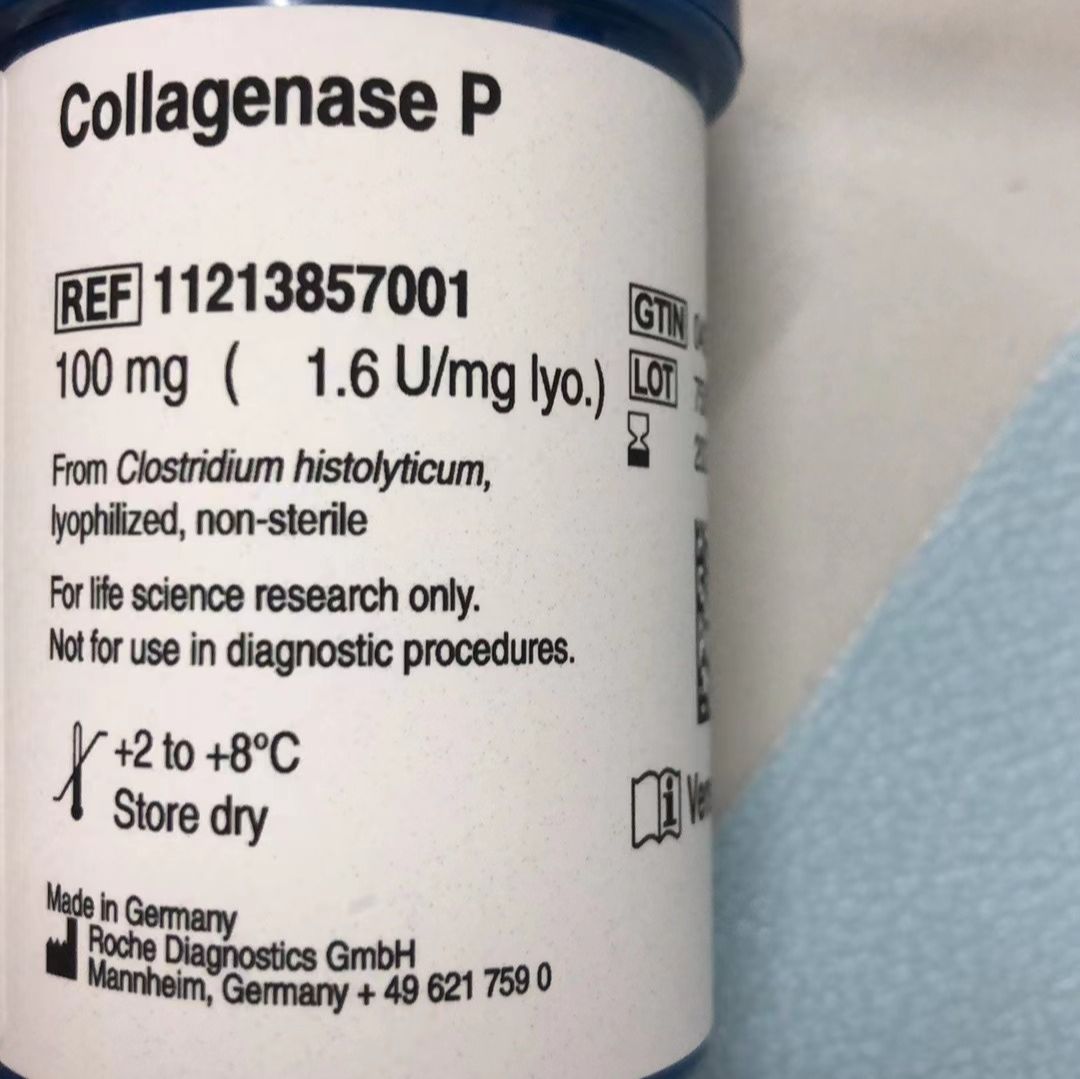 Collagenase P
REF 11213857001
100 mg ( 1.6 U/mg lyo.)
From Clostridium histolyticum,
lyophilized, non-sterile
For life science research only.
Not for use in diagnostic procedures.
+2 to +8°C
Store dry
Made in Germany
Roche Diagnostics GmbH
Mannheim, Germany + 49 621 759 0
GTIN
LOT